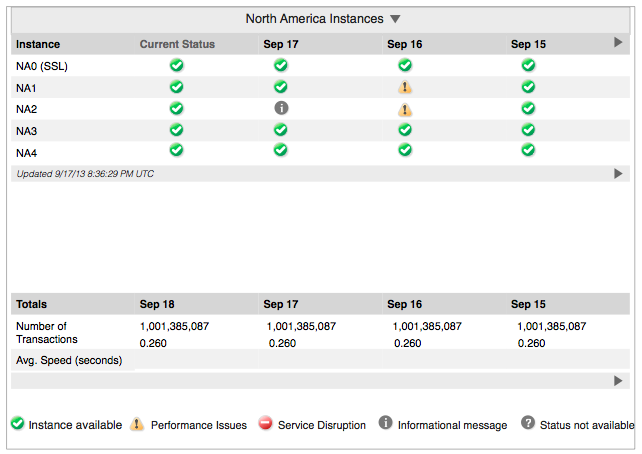 North America Instances
Instance Current Status Sep 17 Sep 16 Sep 15
NA0 (SSL)
NA1
NA2
NA3
NA4
Updated 9/17/13 8:36:29 PM UTC
Totals Sep 18 Sep 17 Sep 16 Sep 15
Number of 1,001,385,087 1,001,385,087 1,001,385,087 1,001,385,087
Transactions 0.260 0.260 0.260 0.260
Avg. Speed (seconds)
Instance available Performance Issues Service Disruption Informational message Status not available